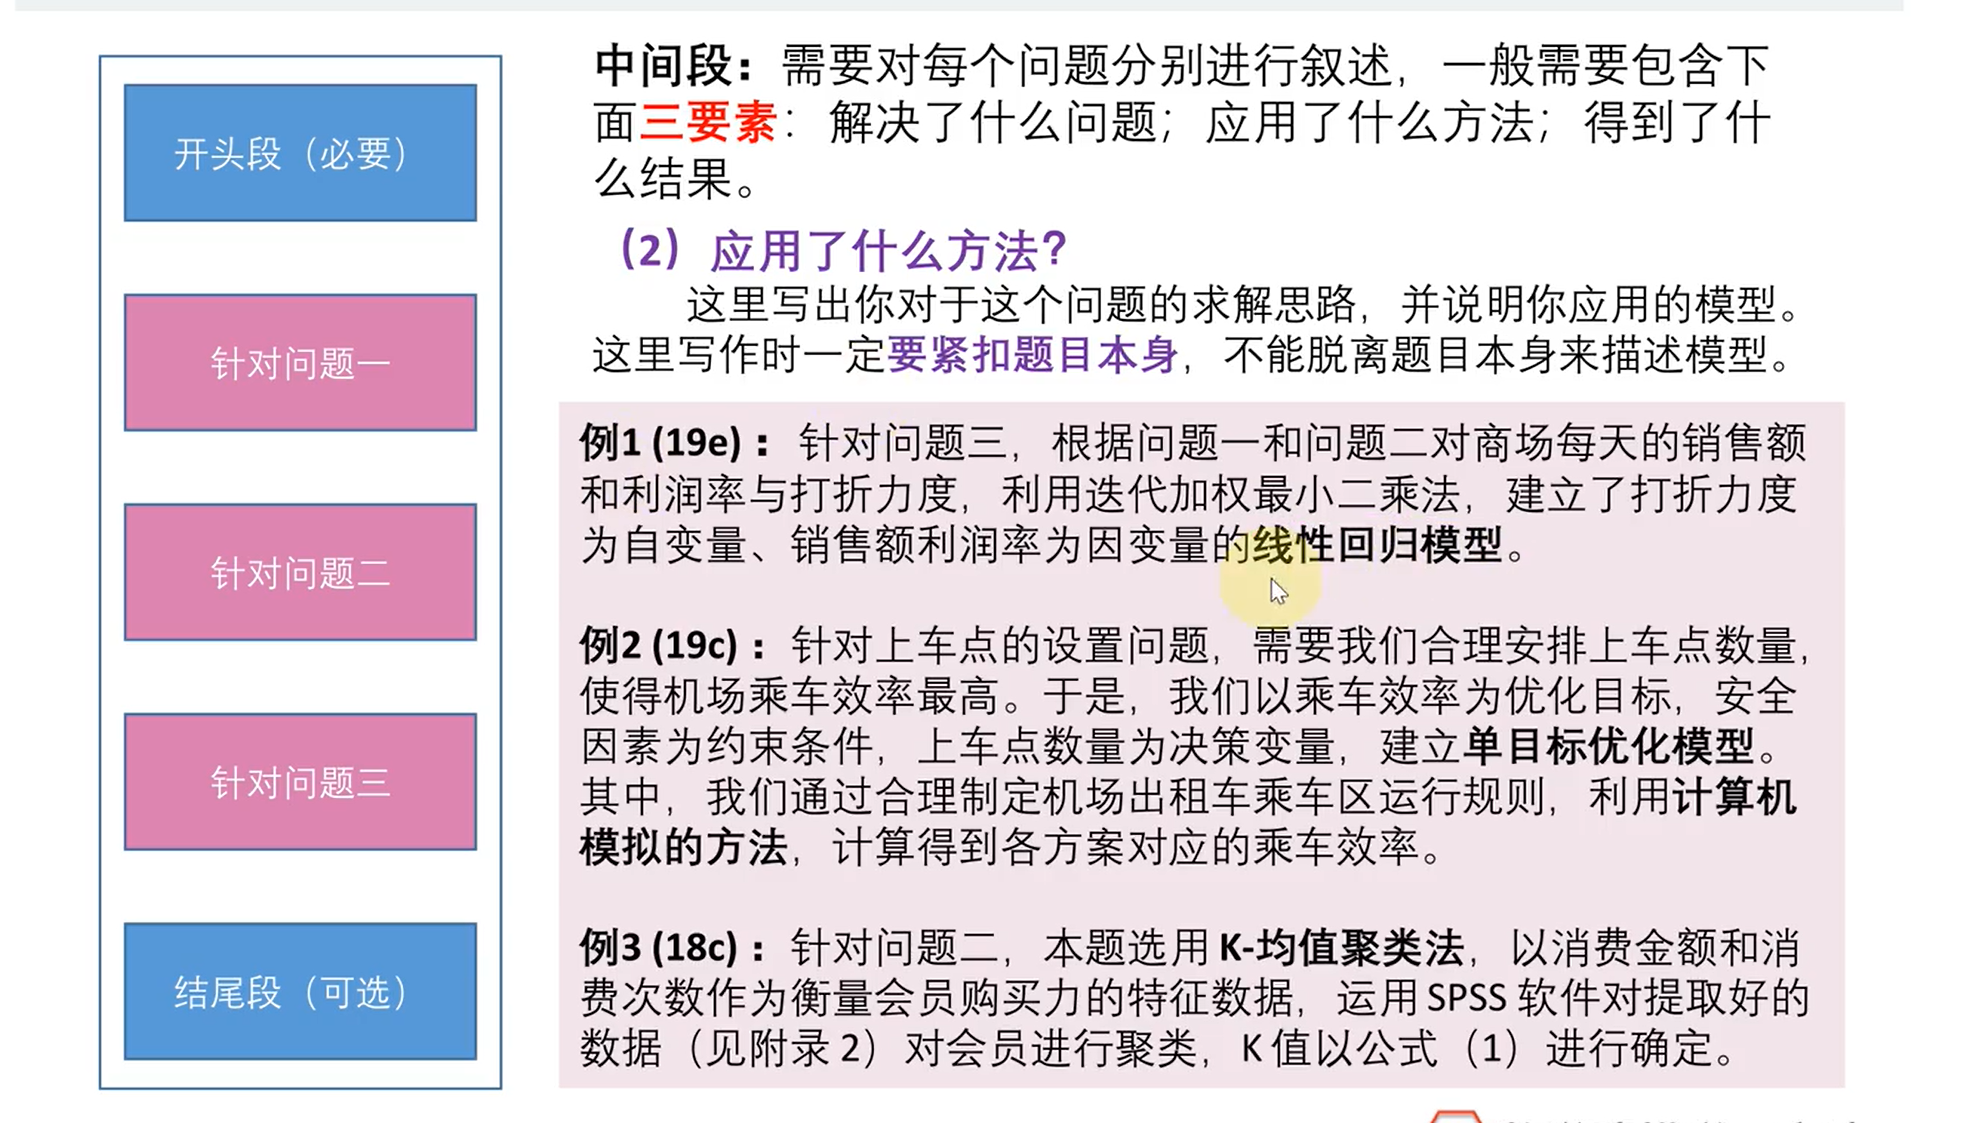 开头段（必要）
针对问题一
针对问题二
针对问题三
结尾段（可选）
中间段：需要对每个问题分别进行叙述，一般需要包含下
面三要素：解决了什么问题；应用了什么方法；得到了什
么结果。
（2）应用了什么方法？
这里写出你对于这个问题的求解思路，并说明你应用的模型。
这里写作时一定要紧扣题目本身，不能脱离题目本身来描述模型。
例1 (19e)：针对问题三，根据问题一和问题二对商场每天的销售额
和利润率与打折力度，利用迭代加权最小二乘法，建立了打折力度
为自变量、销售额利润率为因变量的线性回归模型。
例2 (19c)：针对上车点的设置问题，需要我们合理安排上车点数量，
使得机场乘车效率最高。于是，我们以乘车效率为优化目标，安全
因素为约束条件，上车点数量为决策变量，建立单目标优化模型。
其中，我们通过合理制定机场出租车乘车区运行规则，利用计算机
模拟的方法，计算得到各方案对应的乘车效率。
例3 (18c)：针对问题二，本题选用 K-均值聚类法，以消费金额和消
费次数作为衡量会员购买力的特征数据，运用 SPSS 软件对提取好的
数据（见附录 2）对会员进行聚类，K 值以公式（1）进行确定。